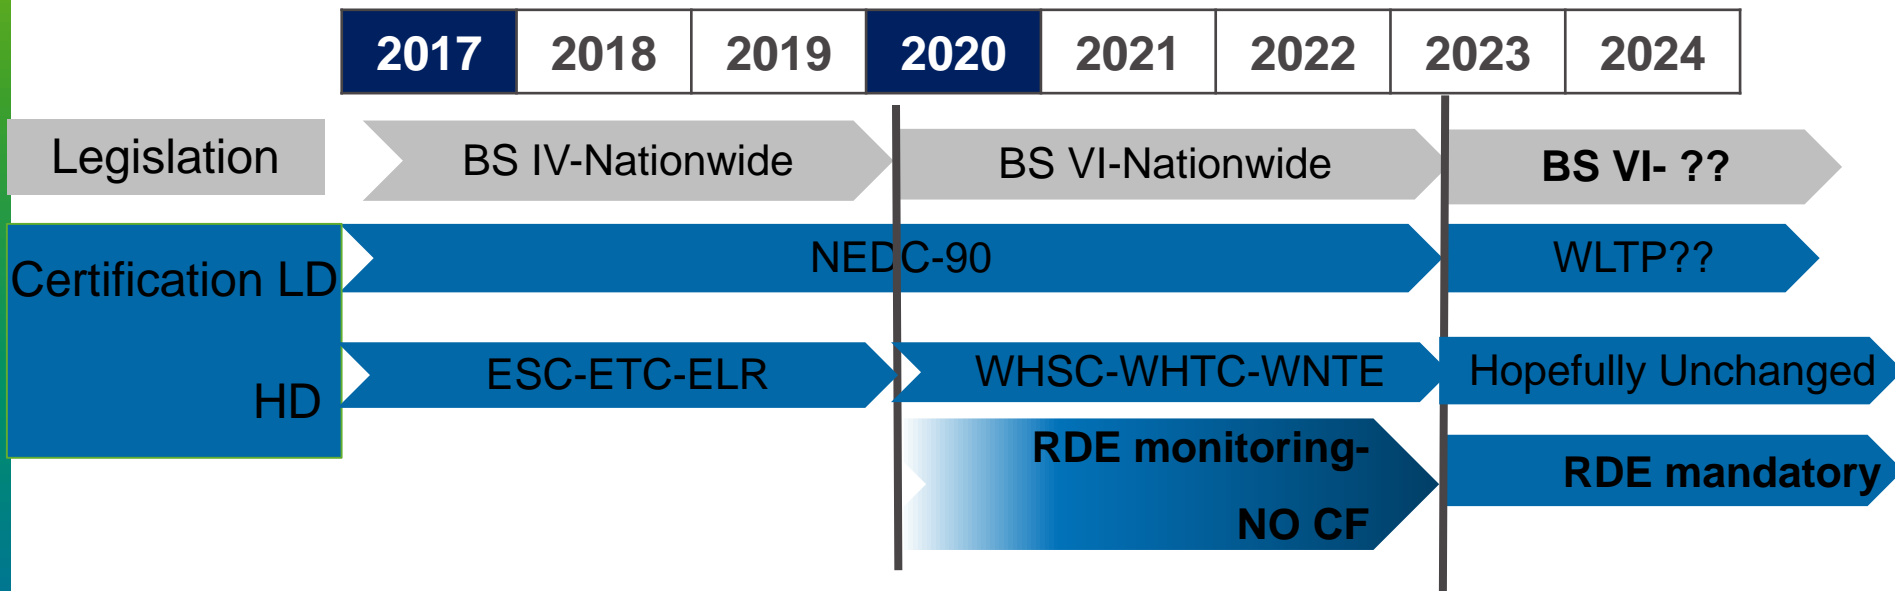 2017 2018 2019 2020 2021 2022 2023 2024
Legislation BS IV-Nationwide BS VI-Nationwide BS VI- ??
Certification LD NEDC-90 WLTP??
HD ESC-ETC-ELR WHSC-WHTC-WNTE Hopefully Unchanged
RDE monitoring-
NO CF
RDE mandatory